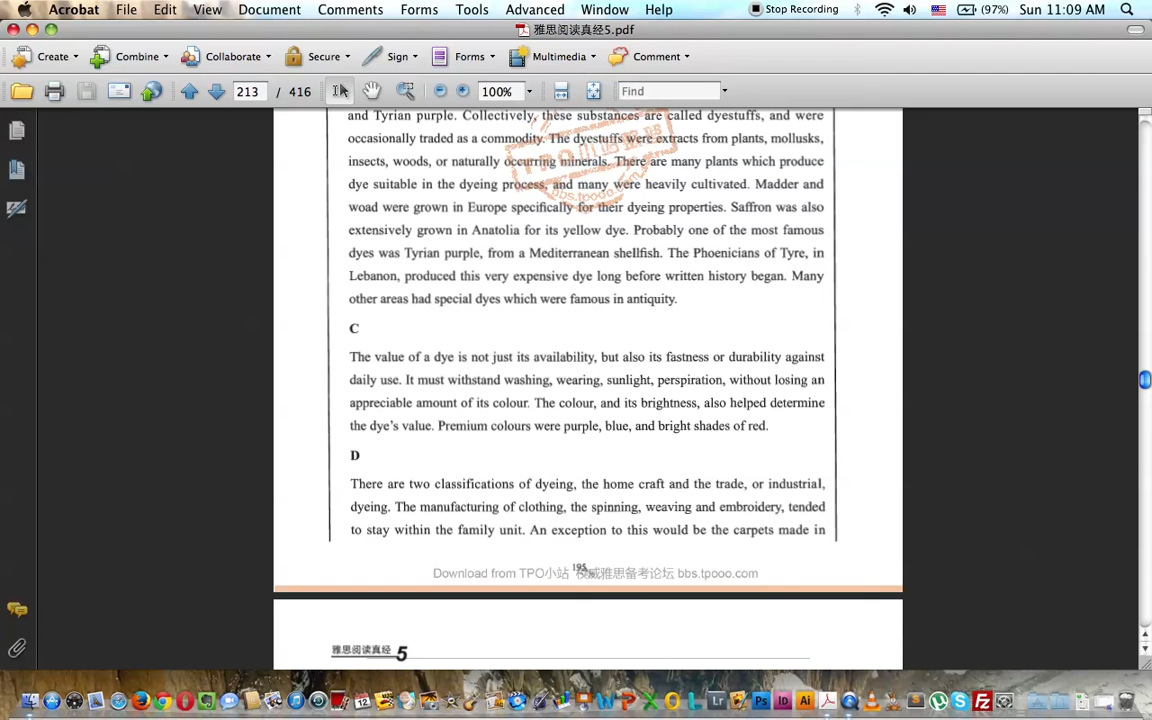 Acrobat File Edit View Document Comments Forms Tools Advanced Window Help Stop Recording (97%) Sun 11:09 AM
雅思阅读真经5.pdf
Create Combine Collaborate Secure Sign Forms Multimedia Comment
213 / 416 100% Find
and Tyrian purple. Collectively, these substances are called dyestuffs, and were
occasionally traded as a commodity. The dyestuffs were extracts from plants, mollusks,
insects, woods, or naturally occurring minerals. There are many plants which produce
dye suitable in the dyeing process, and many were heavily cultivated. Madder and
woad were grown in Europe specifically for their dyeing properties. Saffron was also
extensively grown in Anatolia for its yellow dye. Probably one of the most famous
dyes was Tyrian purple, from a Mediterranean shellfish. The Phoenicians of Tyre, in
Lebanon, produced this very expensive dye long before written history began. Many
other areas had special dyes which were famous in antiquity.
TPO小站
bbs.tpooo.com
C
The value of a dye is not just its availability, but also its fastness or durability against
daily use. It must withstand washing, wearing, sunlight, perspiration, without losing an
appreciable amount of its colour. The colour, and its brightness, also helped determine
the dye's value. Premium colours were purple, blue, and bright shades of red.
D
There are two classifications of dyeing, the home craft and the trade, or industrial,
dyeing. The manufacturing of clothing, the spinning, weaving and embroidery, tended
to stay within the family unit. An exception to this would be the carpets made in
195
Download from TPO小站 权威雅思备考论坛 bbs.tpooo.com
雅思阅读真经 5